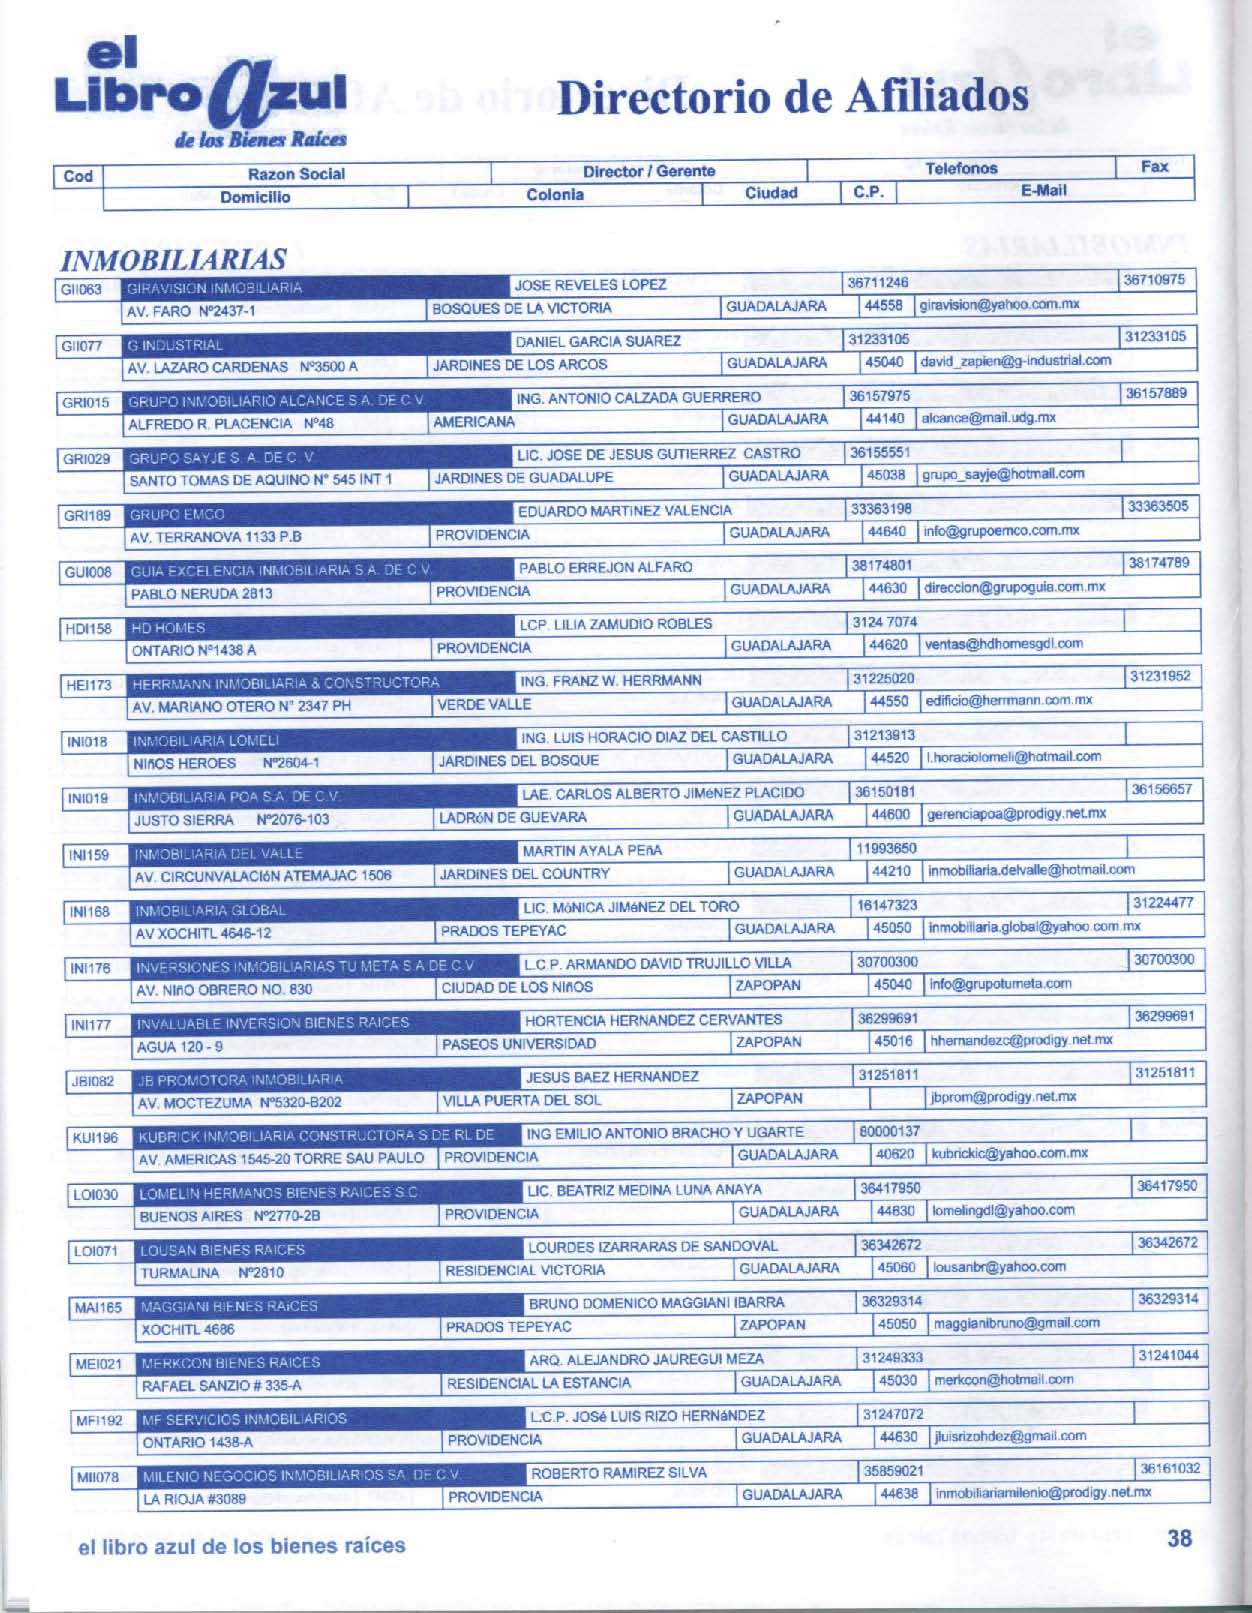 el
Libro azul
de los Bienes Raíces
Directorio de Afiliados
Cod Razon Social Director / Gerente Telefonos Fax
Domicilio Colonia Ciudad C.P. E-Mail
INMOBILIARIAS
GII063 GIRAVISION INMOBILIARIA JOSE REVELES LOPEZ 36711246 36710975
AV. FARO Nº2437-1 BOSQUES DE LA VICTORIA GUADALAJARA 44558 giravision@yahoo.com.mx
GII077 G INDUSTRIAL DANIEL GARCIA SUAREZ 31233105 31233105
AV. LAZARO CARDENAS Nº3500 A JARDINES DE LOS ARCOS GUADALAJARA 45040 david_zapien@g-industrial.com
GRI015 GRUPO INMOBILIARIO ALCANCE S.A. DE C.V. ING. ANTONIO CALZADA GUERRERO 36157975 36157889
ALFREDO R. PLACENCIA Nº48 AMERICANA GUADALAJARA 44140 alcance@mail.udg.mx
GRI029 GRUPO SAYJE S. A. DE C. V. LIC. JOSE DE JESUS GUTIERREZ CASTRO 36155551
SANTO TOMAS DE AQUINO N° 545 INT 1 JARDINES DE GUADALUPE GUADALAJARA 45038 grupo_sayje@hotmail.com
GRI189 GRUPO EMCO EDUARDO MARTINEZ VALENCIA 33363198 33363505
AV. TERRANOVA 1133 P.B PROVIDENCIA GUADALAJARA 44640 info@grupoemco.com.mx
GUI008 GUIA EXCELENCIA INMOBILIARIA S.A. DE C.V. PABLO ERREJON ALFARO 38174801 38174789
PABLO NERUDA 2813 PROVIDENCIA GUADALAJARA 44630 direccion@grupoguia.com.mx
HDI158 HD HOMES LCP. LILIA ZAMUDIO ROBLES 3124 7074
ONTARIO Nº1438 A PROVIDENCIA GUADALAJARA 44620 ventas@hdhomesgdl.com
HEI173 HERRMANN INMOBILIARIA & CONSTRUCTORA ING. FRANZ W. HERRMANN 31225020 31231952
AV. MARIANO OTERO N° 2347 PH VERDE VALLE GUADALAJARA 44550 edificio@herrmann.com.mx
INI018 INMOBILIARIA LOMELI ING. LUIS HORACIO DIAZ DEL CASTILLO 31213913
NIñOS HEROES Nº2604-1 JARDINES DEL BOSQUE GUADALAJARA 44520 l.horaciolomeli@hotmail.com
INI019 INMOBILIARIA POA S.A. DE C.V. LAE. CARLOS ALBERTO JIMéNEZ PLACIDO 36150181 36156657
JUSTO SIERRA Nº2076-103 LADRóN DE GUEVARA GUADALAJARA 44600 gerenciapoa@prodigy.net.mx
INI159 INMOBILIARIA DEL VALLE MARTIN AYALA PEñA 11993650
AV. CIRCUNVALACIóN ATEMAJAC 1506 JARDINES DEL COUNTRY GUADALAJARA 44210 inmobiliaria.delvalle@hotmail.com
INI168 INMOBILIARIA GLOBAL LIC. MóNICA JIMéNEZ DEL TORO 16147323 31224477
AV XOCHITL 4646-12 PRADOS TEPEYAC GUADALAJARA 45050 inmobiliaria.global@yahoo.com.mx
INI176 INVERSIONES INMOBILIARIAS TU META S.A DE C.V L.C.P. ARMANDO DAVID TRUJILLO VILLA 30700300 30700300
AV. NIñO OBRERO NO. 830 CIUDAD DE LOS NIñOS ZAPOPAN 45040 info@grupotumeta.com
INI177 INVALUABLE INVERSION BIENES RAICES HORTENCIA HERNANDEZ CERVANTES 36299691 36299691
AGUA 120 - 9 PASEOS UNIVERSIDAD ZAPOPAN 45016 hhernandezc@prodigy.net.mx
JBI082 JB PROMOTORA INMOBILIARIA JESUS BAEZ HERNANDEZ 31251811 31251811
AV. MOCTEZUMA Nº5320-B202 VILLA PUERTA DEL SOL ZAPOPAN jbprom@prodigy.net.mx
KUI196 KUBRICK INMOBILIARIA CONSTRUCTORA S DE RL DE ING EMILIO ANTONIO BRACHO Y UGARTE 80000137
AV. AMERICAS 1545-20 TORRE SAU PAULO PROVIDENCIA GUADALAJARA 40620 kubrickic@yahoo.com.mx
LOI030 LOMELIN HERMANOS BIENES RAICES S.C. LIC. BEATRIZ MEDINA LUNA ANAYA 36417950 36417950
BUENOS AIRES Nº2770-2B PROVIDENCIA GUADALAJARA 44630 lomelingdl@yahoo.com
LOI071 LOUSAN BIENES RAICES LOURDES IZARRARAS DE SANDOVAL 36342672 36342672
TURMALINA Nº2810 RESIDENCIAL VICTORIA GUADALAJARA 45060 lousanbr@yahoo.com
MAI165 MAGGIANI BIENES RAíCES BRUNO DOMENICO MAGGIANI IBARRA 36329314 36329314
XOCHITL 4686 PRADOS TEPEYAC ZAPOPAN 45050 maggianibruno@gmail.com
MEI021 MERKCON BIENES RAICES ARQ. ALEJANDRO JAUREGUI MEZA 31249333 31241044
RAFAEL SANZIO # 335-A RESIDENCIAL LA ESTANCIA GUADALAJARA 45030 merkcon@hotmail.com
MFI192 MF SERVICIOS INMOBILIARIOS L.C.P. JOSé LUIS RIZO HERNáNDEZ 31247072
ONTARIO 1438-A PROVIDENCIA GUADALAJARA 44630 jluisrizohdez@gmail.com
MII078 MILENIO NEGOCIOS INMOBILIARIOS SA. DE C.V. ROBERTO RAMIREZ SILVA 35859021 36161032
LA RIOJA #3089 PROVIDENCIA GUADALAJARA 44638 inmobiliariamilenio@prodigy.net.mx
el libro azul de los bienes raíces 38